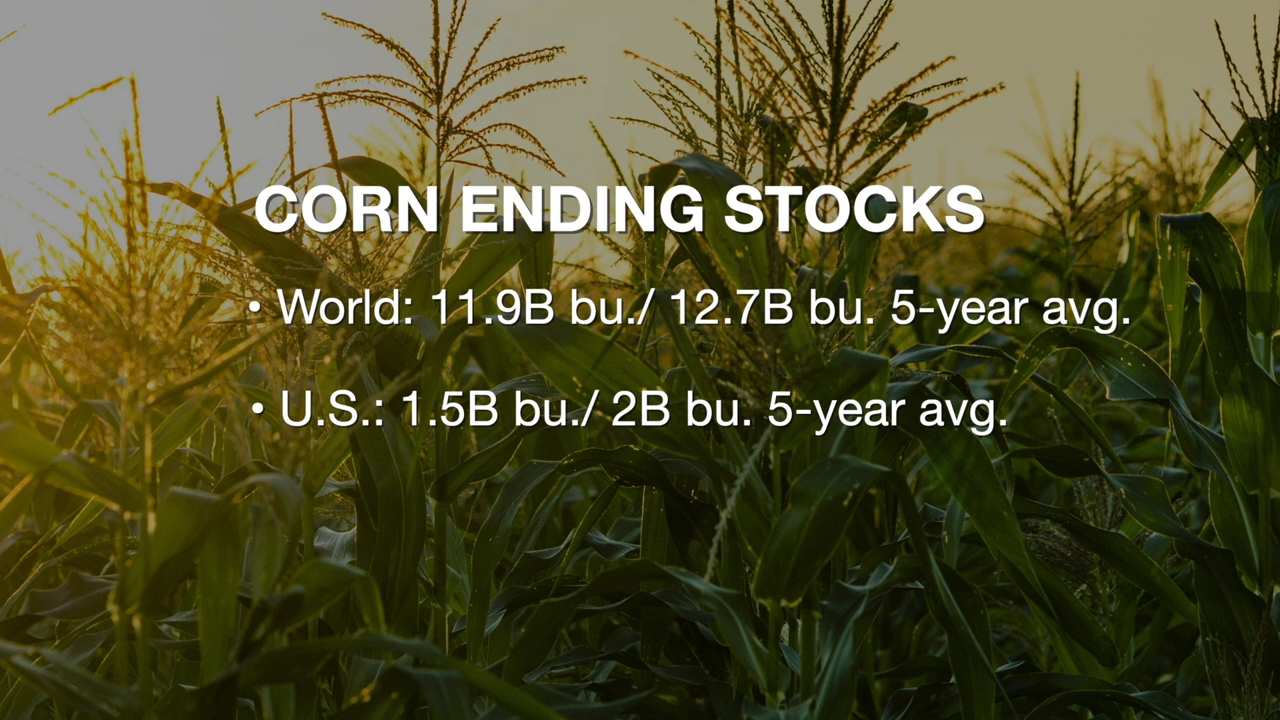 CORN ENDING STOCKS
• World: 11.9B bu./ 12.7B bu. 5-year avg.
• U.S.: 1.5B bu./ 2B bu. 5-year avg.